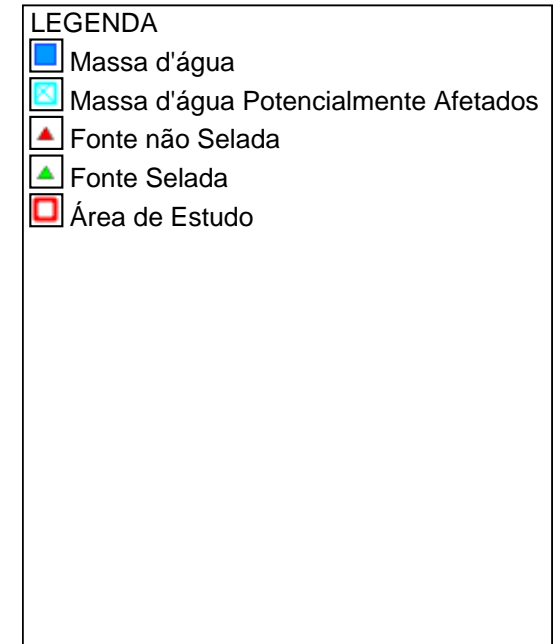 LEGENDA
Massa d'água
Massa d'água Potencialmente Afetados
Fonte não Selada
Fonte Selada
Área de Estudo